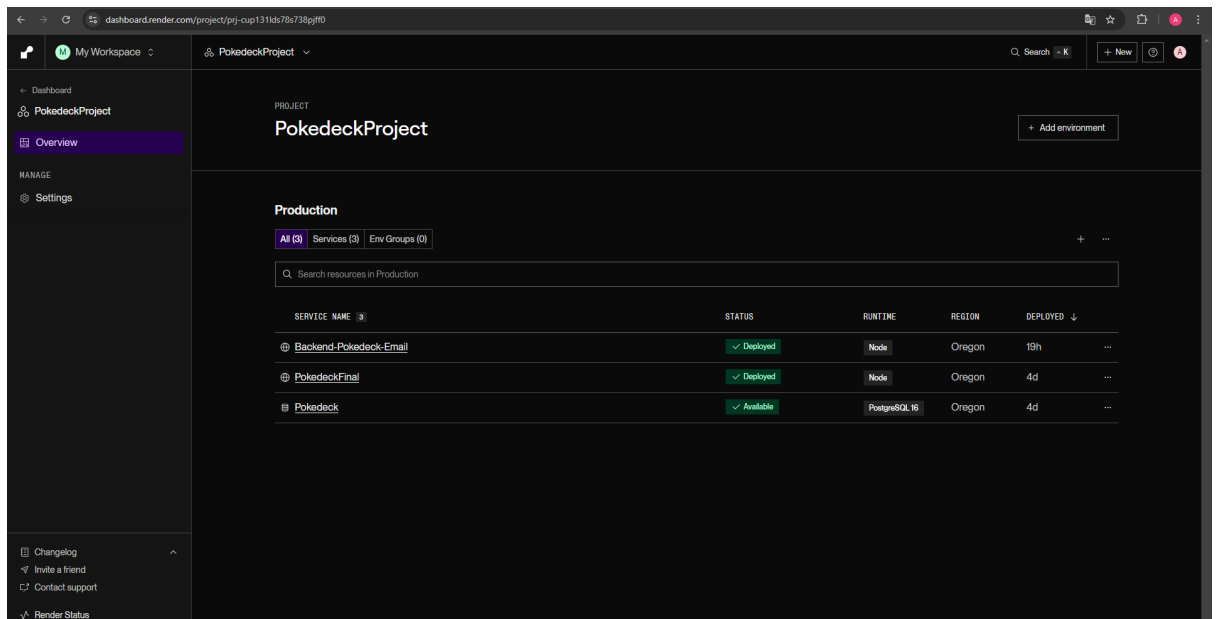 dashboard.render.com/project/prj-cup131lds78s738pjff0
A
M My Workspace
PokedeckProject
Search ^ K
+ New
A
← Dashboard
PokedeckProject
Overview
MANAGE
Settings
PROJECT
PokedeckProject
+ Add environment
Production
All (3) Services (3) Env Groups (0)
+ ...
Search resources in Production
SERVICE NAME 3 STATUS RUNTIME REGION DEPLOYED ↓
Backend-Pokedeck-Email ✓ Deployed Node Oregon 19h ...
PokedeckFinal ✓ Deployed Node Oregon 4d ...
Pokedeck ✓ Available PostgreSQL 16 Oregon 4d ...
Changelog
Invite a friend
Contact support
Render Status